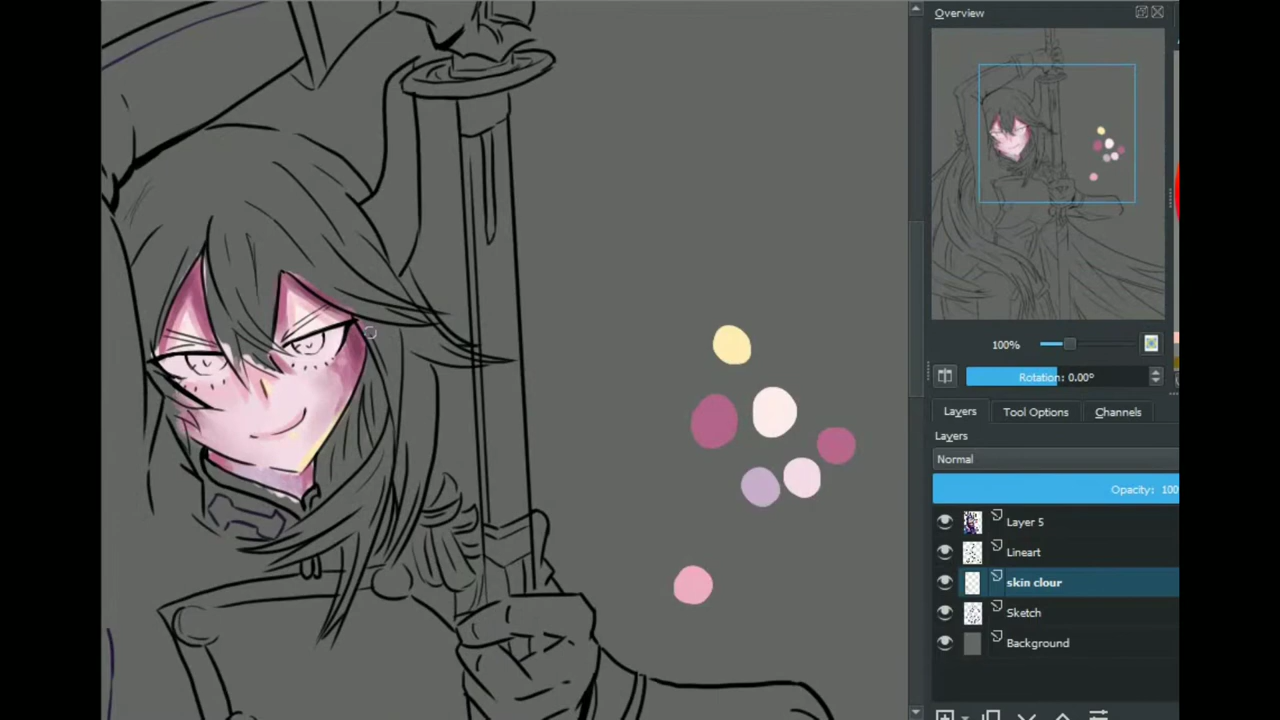 Overview
100%
Rotation: 0.00°
Layers
Tool Options
Channels
Layers
Normal
Opacity: 100
Layer 5
Lineart
skin clour
Sketch
Background